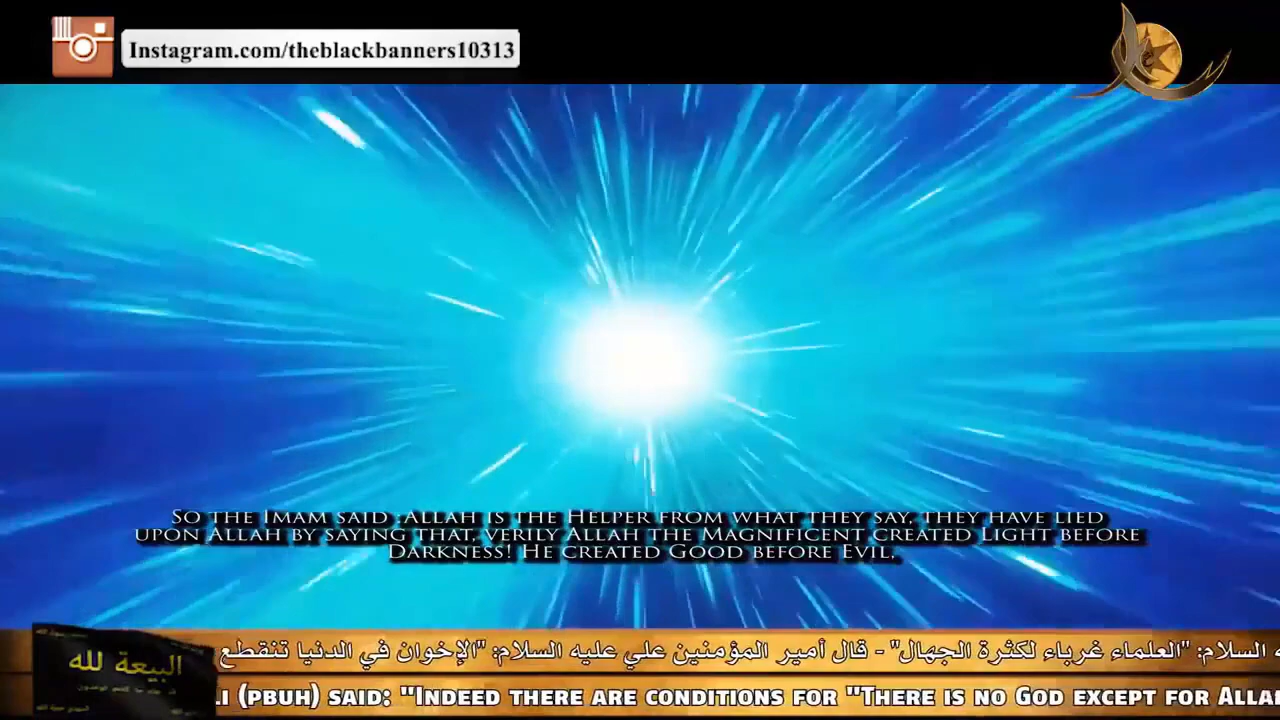 Instagram.com/theblackbanners10313
So the Imam said :Allah is the Helper from what they say, they have lied
upon Allah by saying that, verily Allah the Magnificent created Light before
Darkness! He created Good before Evil.
ـه السلام: "العلماء غرباء لكثرة الجهال" - قال أمير المؤمنين علي عليه السلام: "الإخوان في الدنيا تنقطع
البيعة لله
LI (PBUH) SAID: "INDEED THERE ARE CONDITIONS FOR "THERE IS NO GOD EXCEPT FOR ALLA